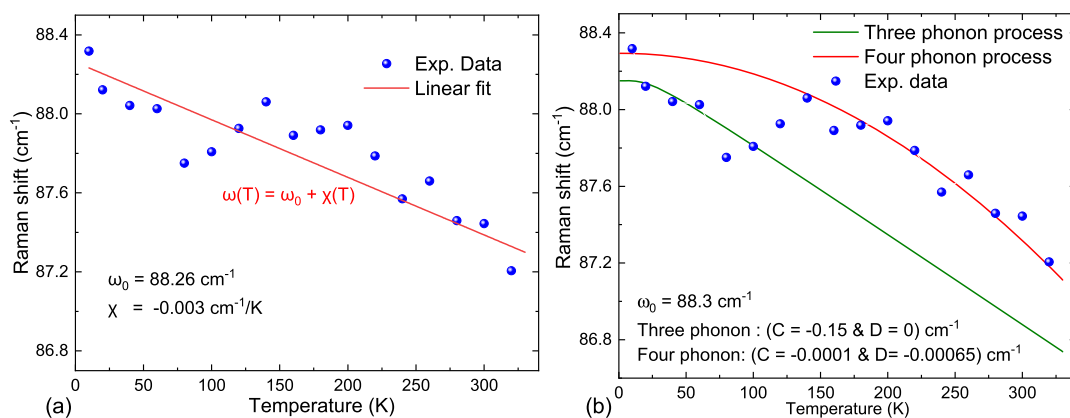 88.4
88.0
87.6
87.2
86.8
Raman shift (cm⁻¹)
Exp. Data
Linear fit
ω(T) = ω₀ + χ(T)
ω₀ = 88.26 cm⁻¹
χ = -0.003 cm⁻¹/K
0 50 100 150 200 250 300
(a)
Temperature (K)
88.4
88.0
87.6
87.2
86.8
Raman shift (cm⁻¹)
Three phonon process
Four phonon process
Exp. data
ω₀ = 88.3 cm⁻¹
Three phonon : (C = -0.15 & D = 0) cm⁻¹
Four phonon: (C = -0.0001 & D= -0.00065) cm⁻¹
0 50 100 150 200 250 300
(b)
Temperature (K)